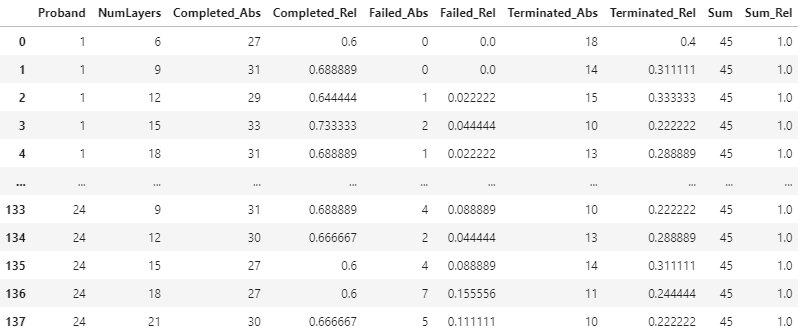 Proband NumLayers Completed_Abs Completed_Rel Failed_Abs Failed_Rel Terminated_Abs Terminated_Rel Sum Sum_Rel
0 1 6 27 0.6 0 0.0 18 0.4 45 1.0
1 1 9 31 0.688889 0 0.0 14 0.311111 45 1.0
2 1 12 29 0.644444 1 0.022222 15 0.333333 45 1.0
3 1 15 33 0.733333 2 0.044444 10 0.222222 45 1.0
4 1 18 31 0.688889 1 0.022222 13 0.288889 45 1.0
... ... ... ... ... ... ... ... ... ... ...
133 24 9 31 0.688889 4 0.088889 10 0.222222 45 1.0
134 24 12 30 0.666667 2 0.044444 13 0.288889 45 1.0
135 24 15 27 0.6 4 0.088889 14 0.311111 45 1.0
136 24 18 27 0.6 7 0.155556 11 0.244444 45 1.0
137 24 21 30 0.666667 5 0.111111 10 0.222222 45 1.0